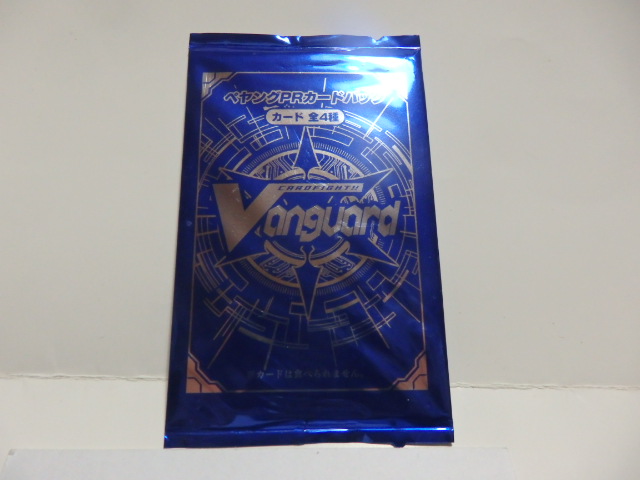 ペヤングPRカードパック
カード 全4種
CARDFIGHT!!
Vanguard
※カードは食べられません。